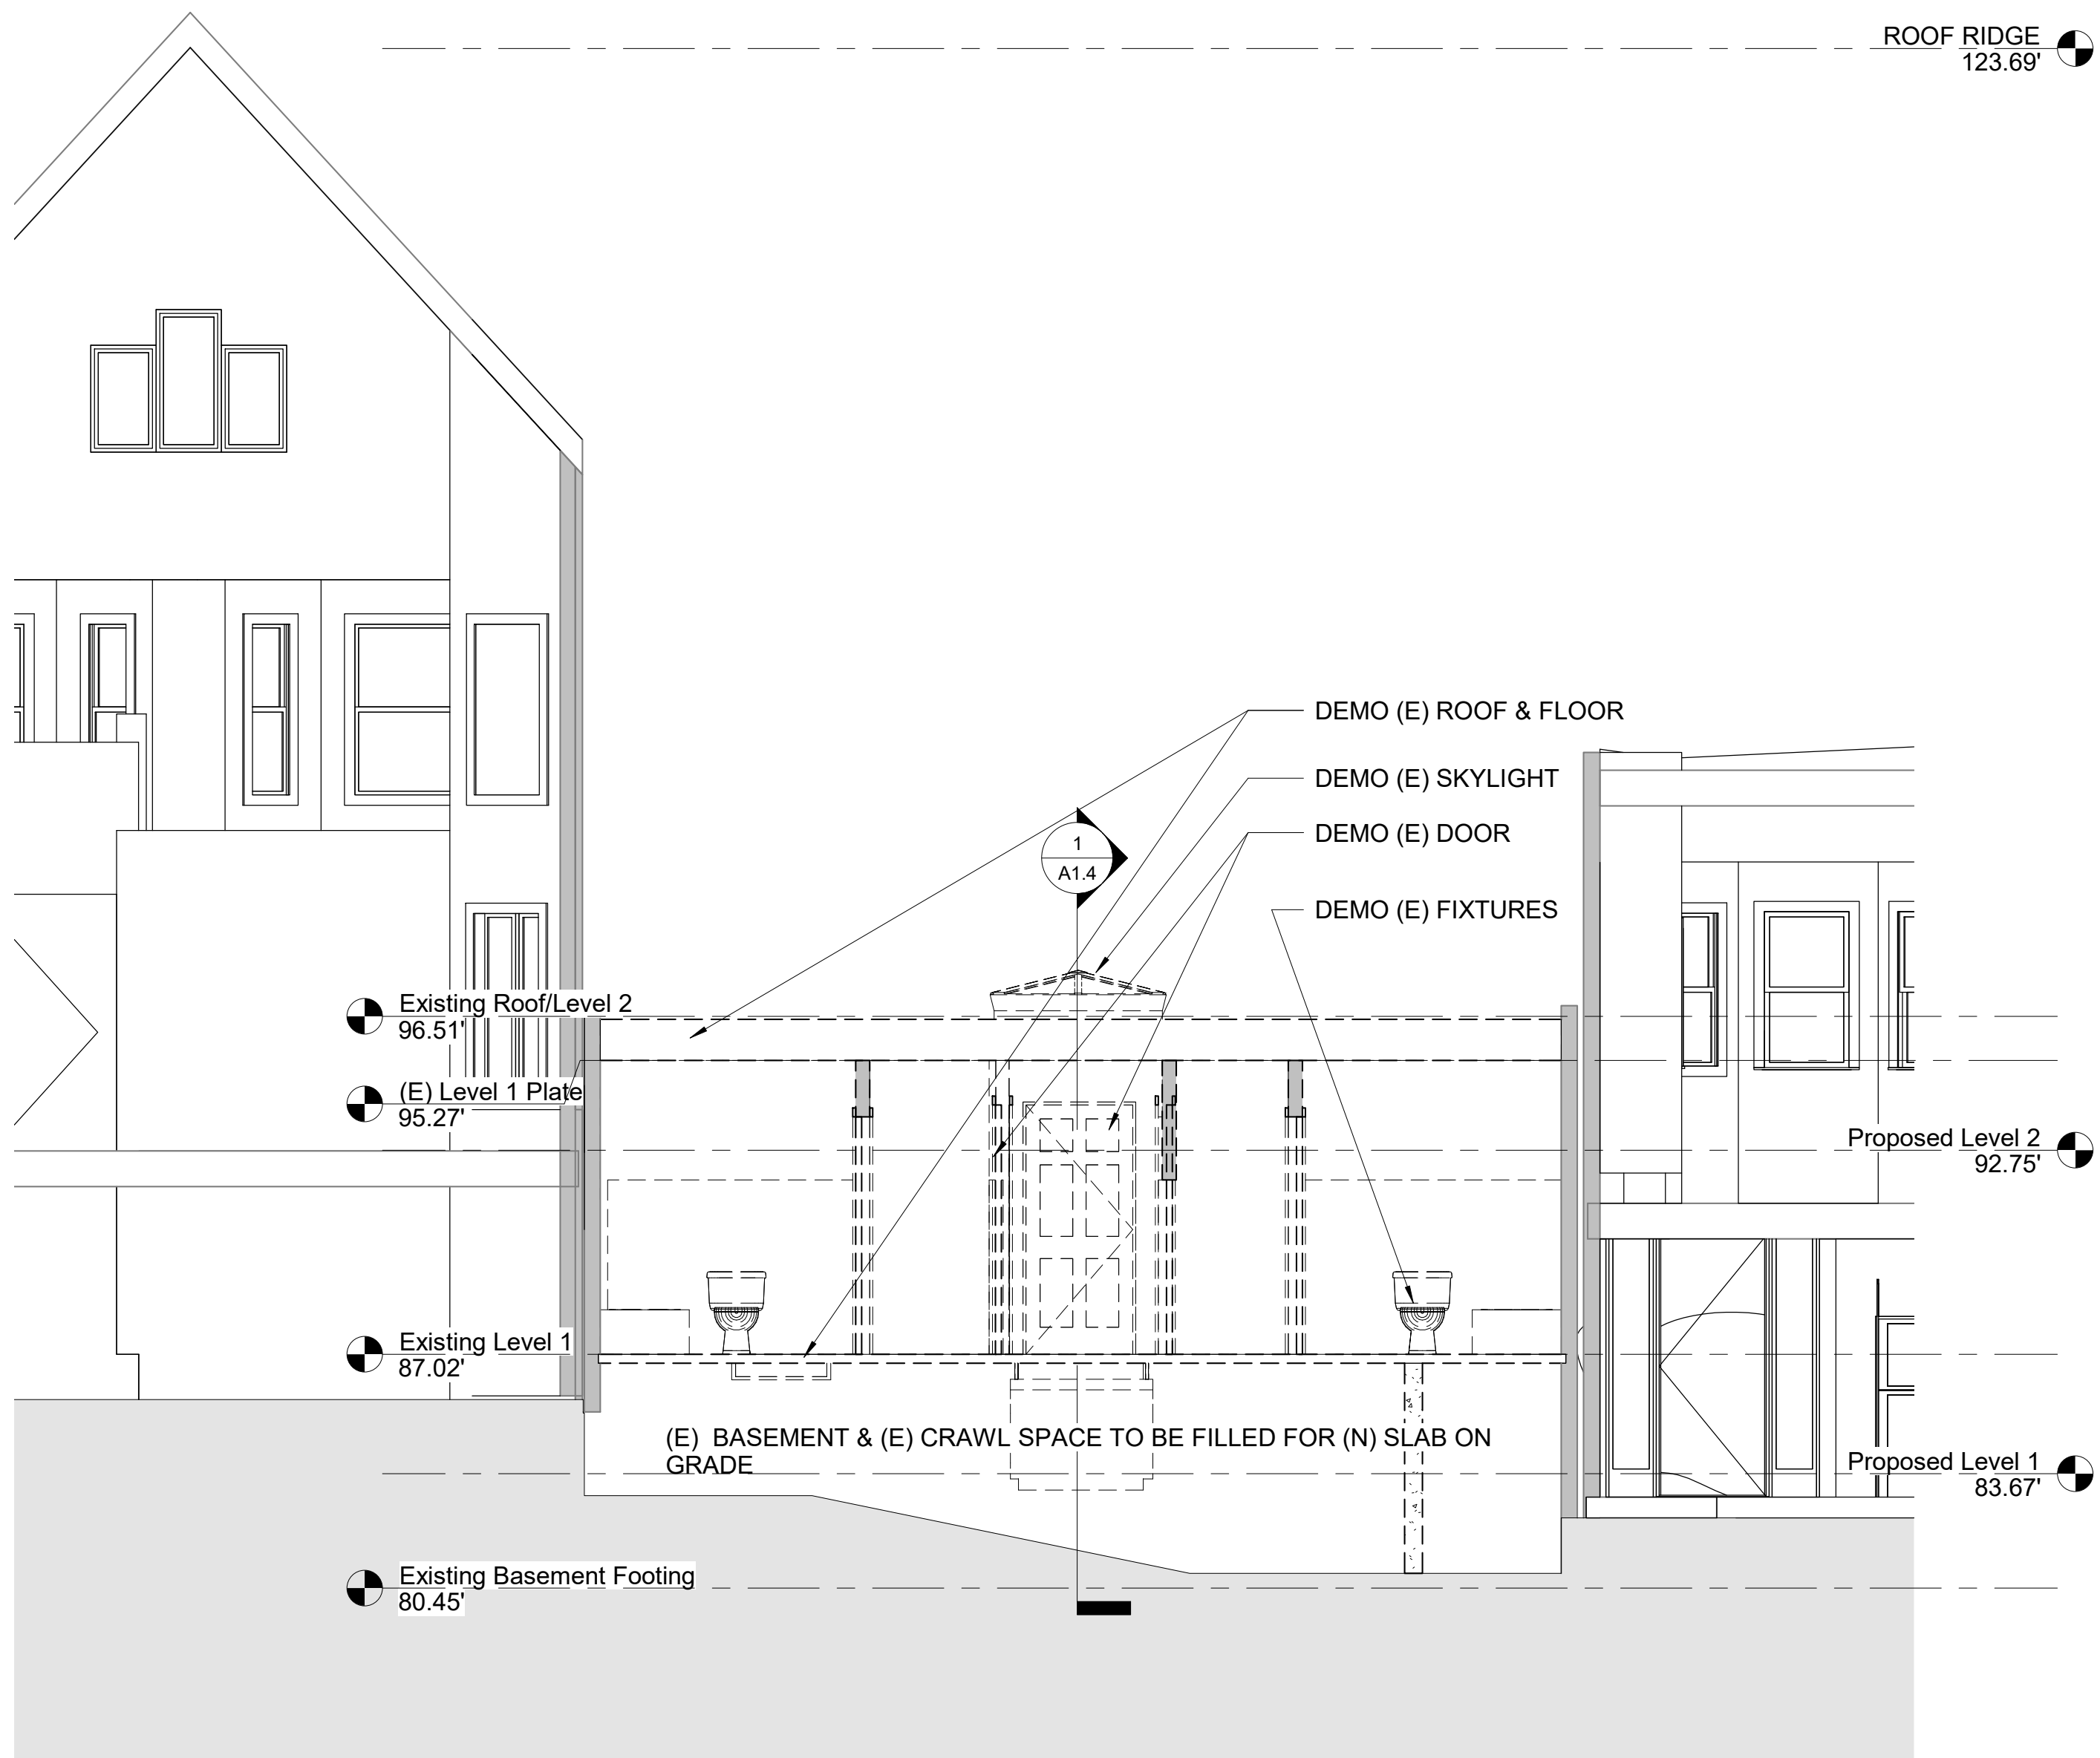 ROOF RIDGE
123.69'
DEMO (E) ROOF & FLOOR
DEMO (E) SKYLIGHT
DEMO (E) DOOR
1
A1.4
DEMO (E) FIXTURES
Existing Roof/Level 2
96.51'
(E) Level 1 Plate
95.27'
Proposed Level 2
92.75'
Existing Level 1
87.02'
(E)  BASEMENT & (E) CRAWL SPACE TO BE FILLED FOR (N) SLAB ON
GRADE
Proposed Level 1
83.67'
Existing Basement Footing
80.45'